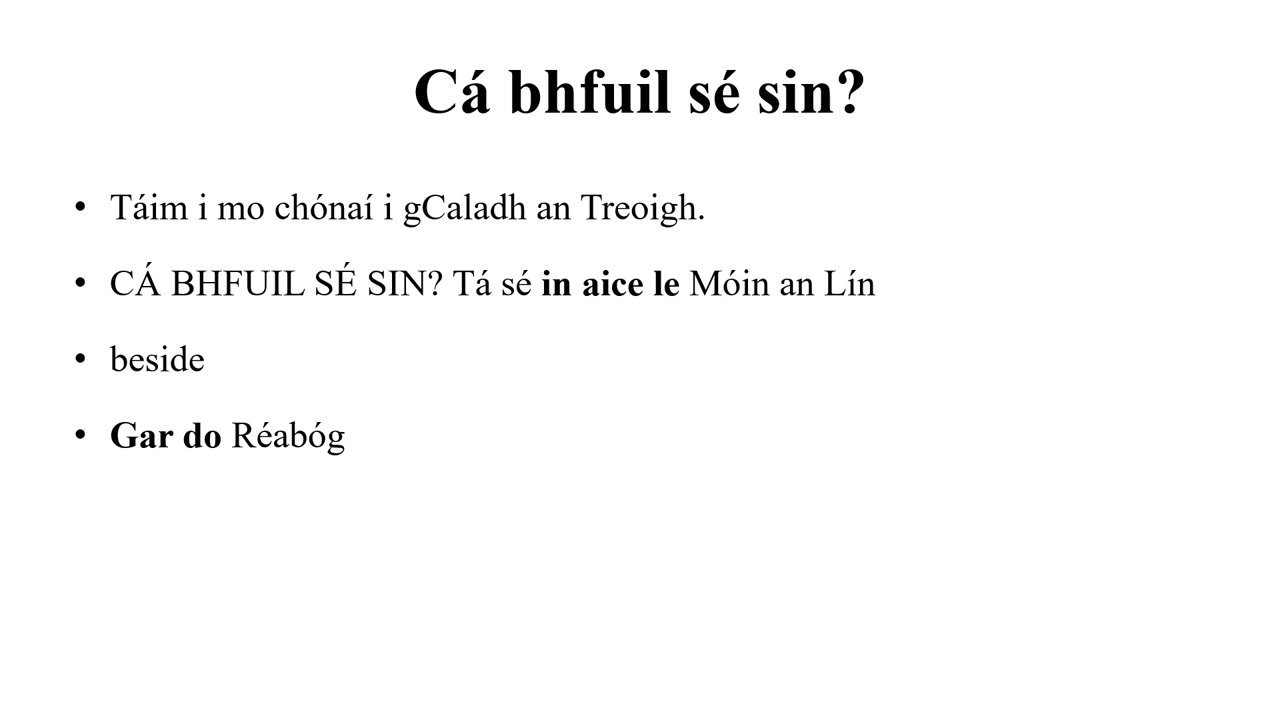 Cá bhfuil sé sin?
• Táim i mo chónaí i gCaladh an Treoigh.
• CÁ BHFUIL SÉ SIN? Tá sé in aice le Móin an Lín
• beside
• Gar do Réabóg